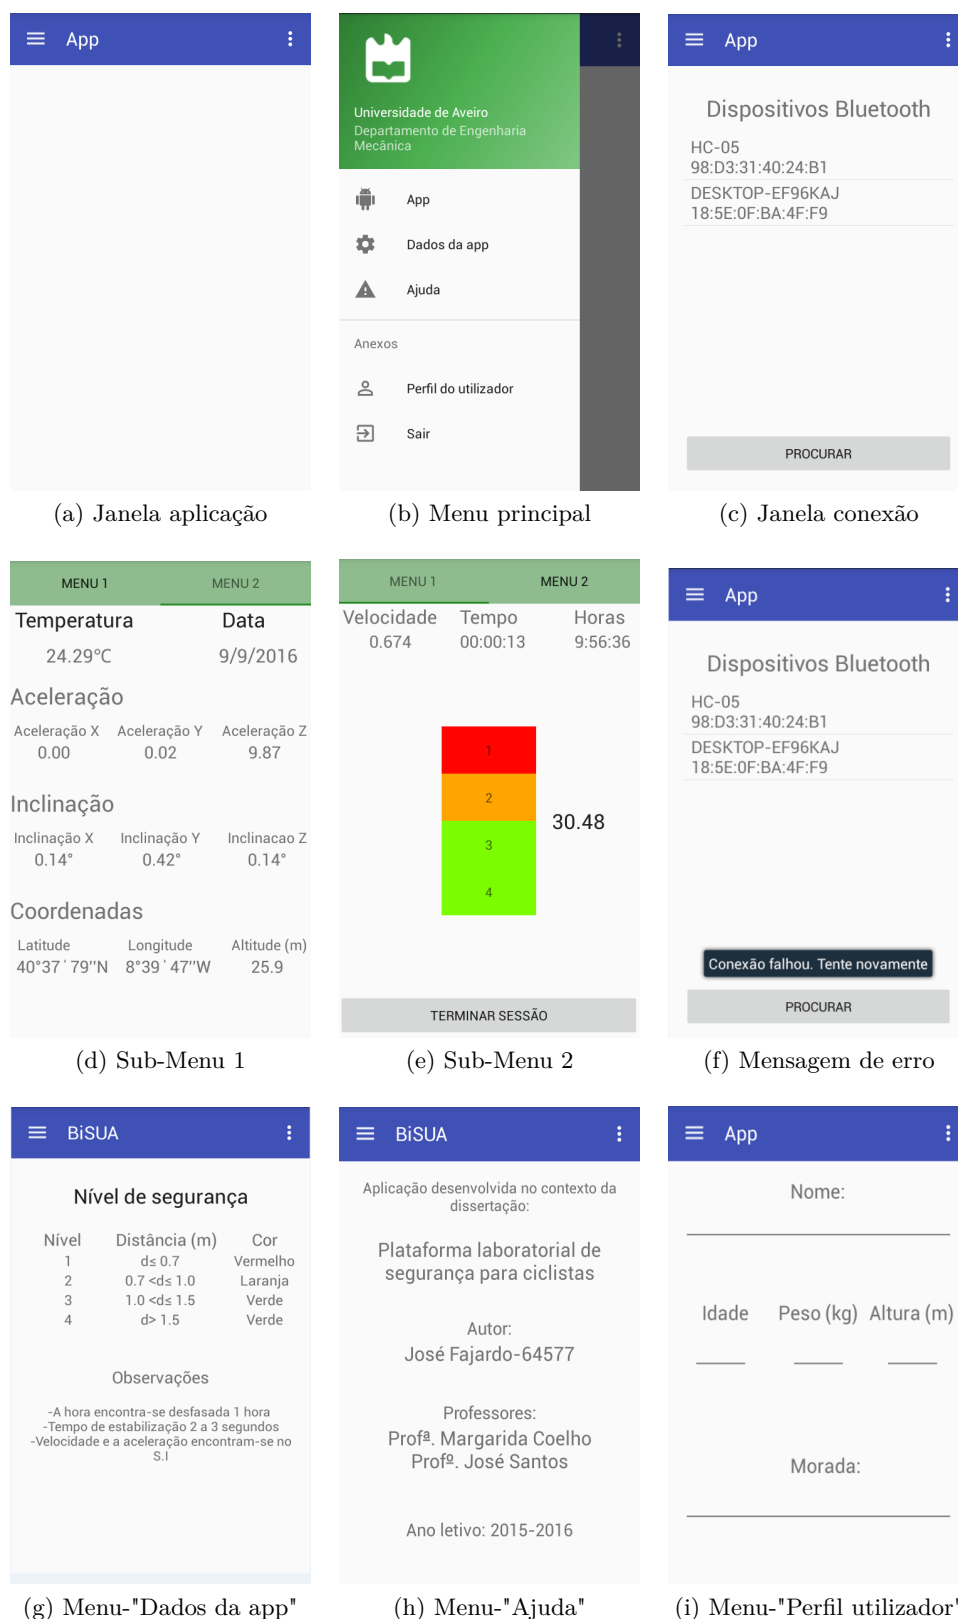 App
Universidade de Aveiro
Departamento de Engenharia
Mecânica
App
Dados da app
Ajuda
Anexos
Perfil do utilizador
Sair
App
Dispositivos Bluetooth
HC-05
98:D3:31:40:24:B1
DESKTOP-EF96KAJ
18:5E:0F:BA:4F:F9
PROCURAR
(a) Janela aplicação
(b) Menu principal
(c) Janela conexão
MENU 1 MENU 2
Temperatura Data
24.29°C 9/9/2016
Aceleração
Aceleração X Aceleração Y Aceleração Z
0.00 0.02 9.87
Inclinação
Inclinação X Inclinação Y Inclinacao Z
0.14° 0.42° 0.14°
Coordenadas
Latitude Longitude Altitude (m)
40°37 ' 79''N 8°39 ' 47''W 25.9
MENU 1 MENU 2
Velocidade Tempo Horas
0.674 00:00:13 9:56:36
1
2
3
4
30.48
TERMINAR SESSÃO
App
Dispositivos Bluetooth
HC-05
98:D3:31:40:24:B1
DESKTOP-EF96KAJ
18:5E:0F:BA:4F:F9
Conexão falhou. Tente novamente
PROCURAR
(d) Sub-Menu 1
(e) Sub-Menu 2
(f) Mensagem de erro
BiSUA
Nível de segurança
Nível Distância (m) Cor
1 d≤ 0.7 Vermelho
2 0.7 <d≤ 1.0 Laranja
3 1.0 <d≤ 1.5 Verde
4 d> 1.5 Verde
Observações
-A hora encontra-se desfasada 1 hora
-Tempo de estabilização 2 a 3 segundos
-Velocidade e a aceleração encontram-se no
S.I
BiSUA
Aplicação desenvolvida no contexto da
dissertação:
Plataforma laboratorial de
segurança para ciclistas
Autor:
José Fajardo-64577
Professores:
Profª. Margarida Coelho
Profº. José Santos
Ano letivo: 2015-2016
App
Nome:
Idade Peso (kg) Altura (m)
Morada:
(g) Menu-"Dados da app"
(h) Menu-"Ajuda"
(i) Menu-"Perfil utilizador"